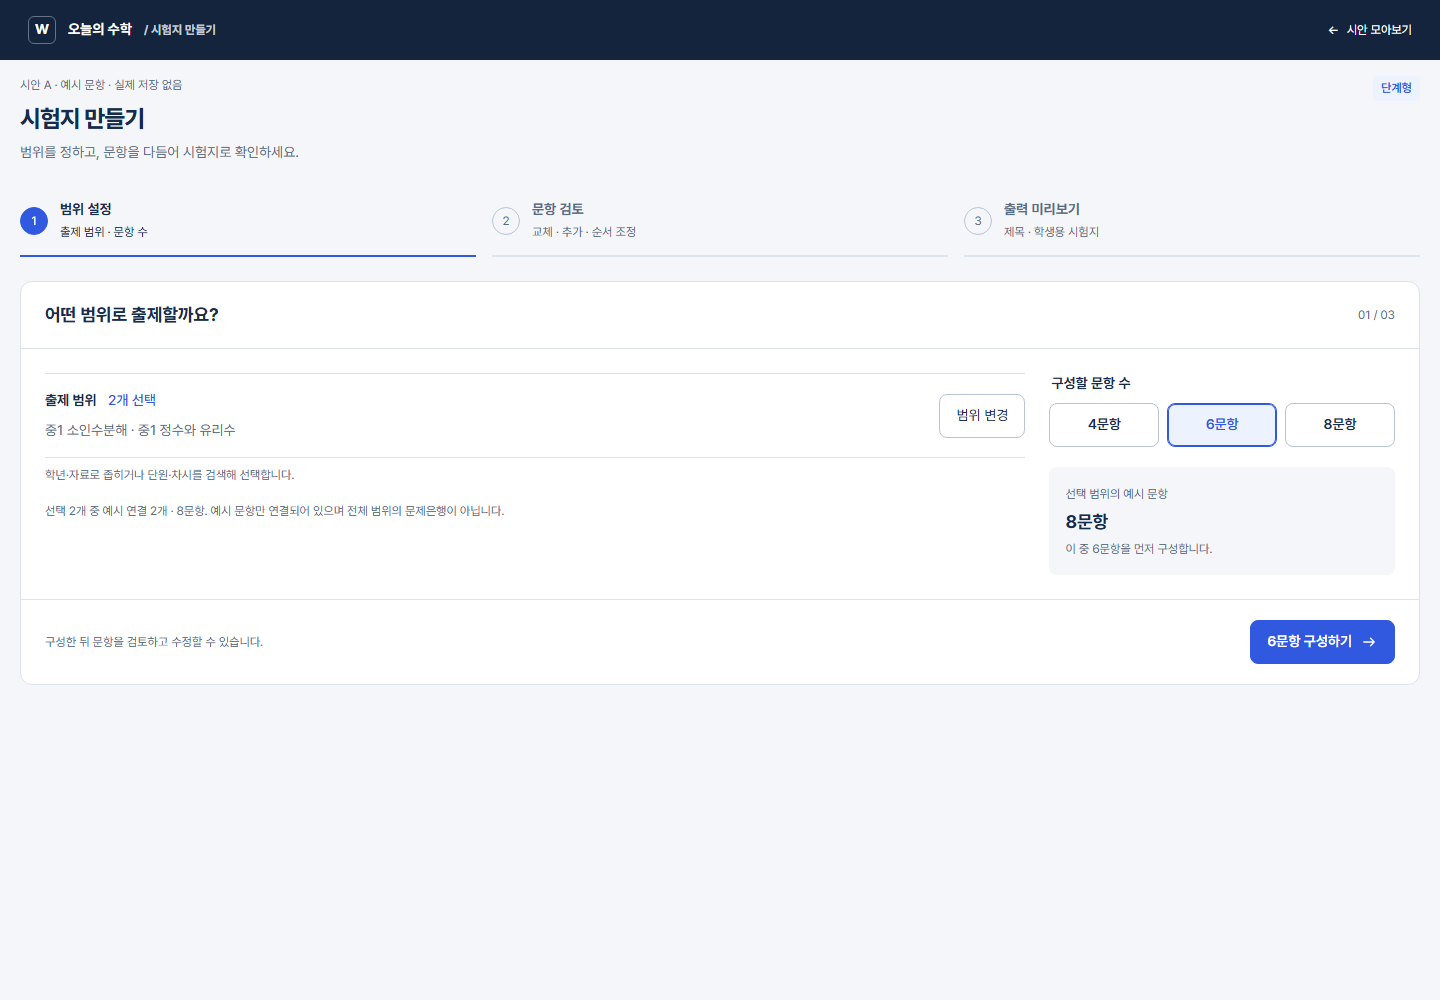 W 오늘의 수학 / 시험지 만들기
← 시안 모아보기
시안 A · 예시 문항 · 실제 저장 없음
단계형
시험지 만들기
범위를 정하고, 문항을 다듬어 시험지로 확인하세요.
1 범위 설정
출제 범위 · 문항 수
2 문항 검토
교체 · 추가 · 순서 조정
3 출력 미리보기
제목 · 학생용 시험지
어떤 범위로 출제할까요?
01 / 03
출제 범위 2개 선택
중1 소인수분해 · 중1 정수와 유리수
범위 변경
학년·자료로 좁히거나 단원·차시를 검색해 선택합니다.
선택 2개 중 예시 연결 2개 · 8문항. 예시 문항만 연결되어 있으며 전체 범위의 문제은행이 아닙니다.
구성할 문항 수
4문항 6문항 8문항
선택 범위의 예시 문항
8문항
이 중 6문항을 먼저 구성합니다.
구성한 뒤 문항을 검토하고 수정할 수 있습니다.
6문항 구성하기 →